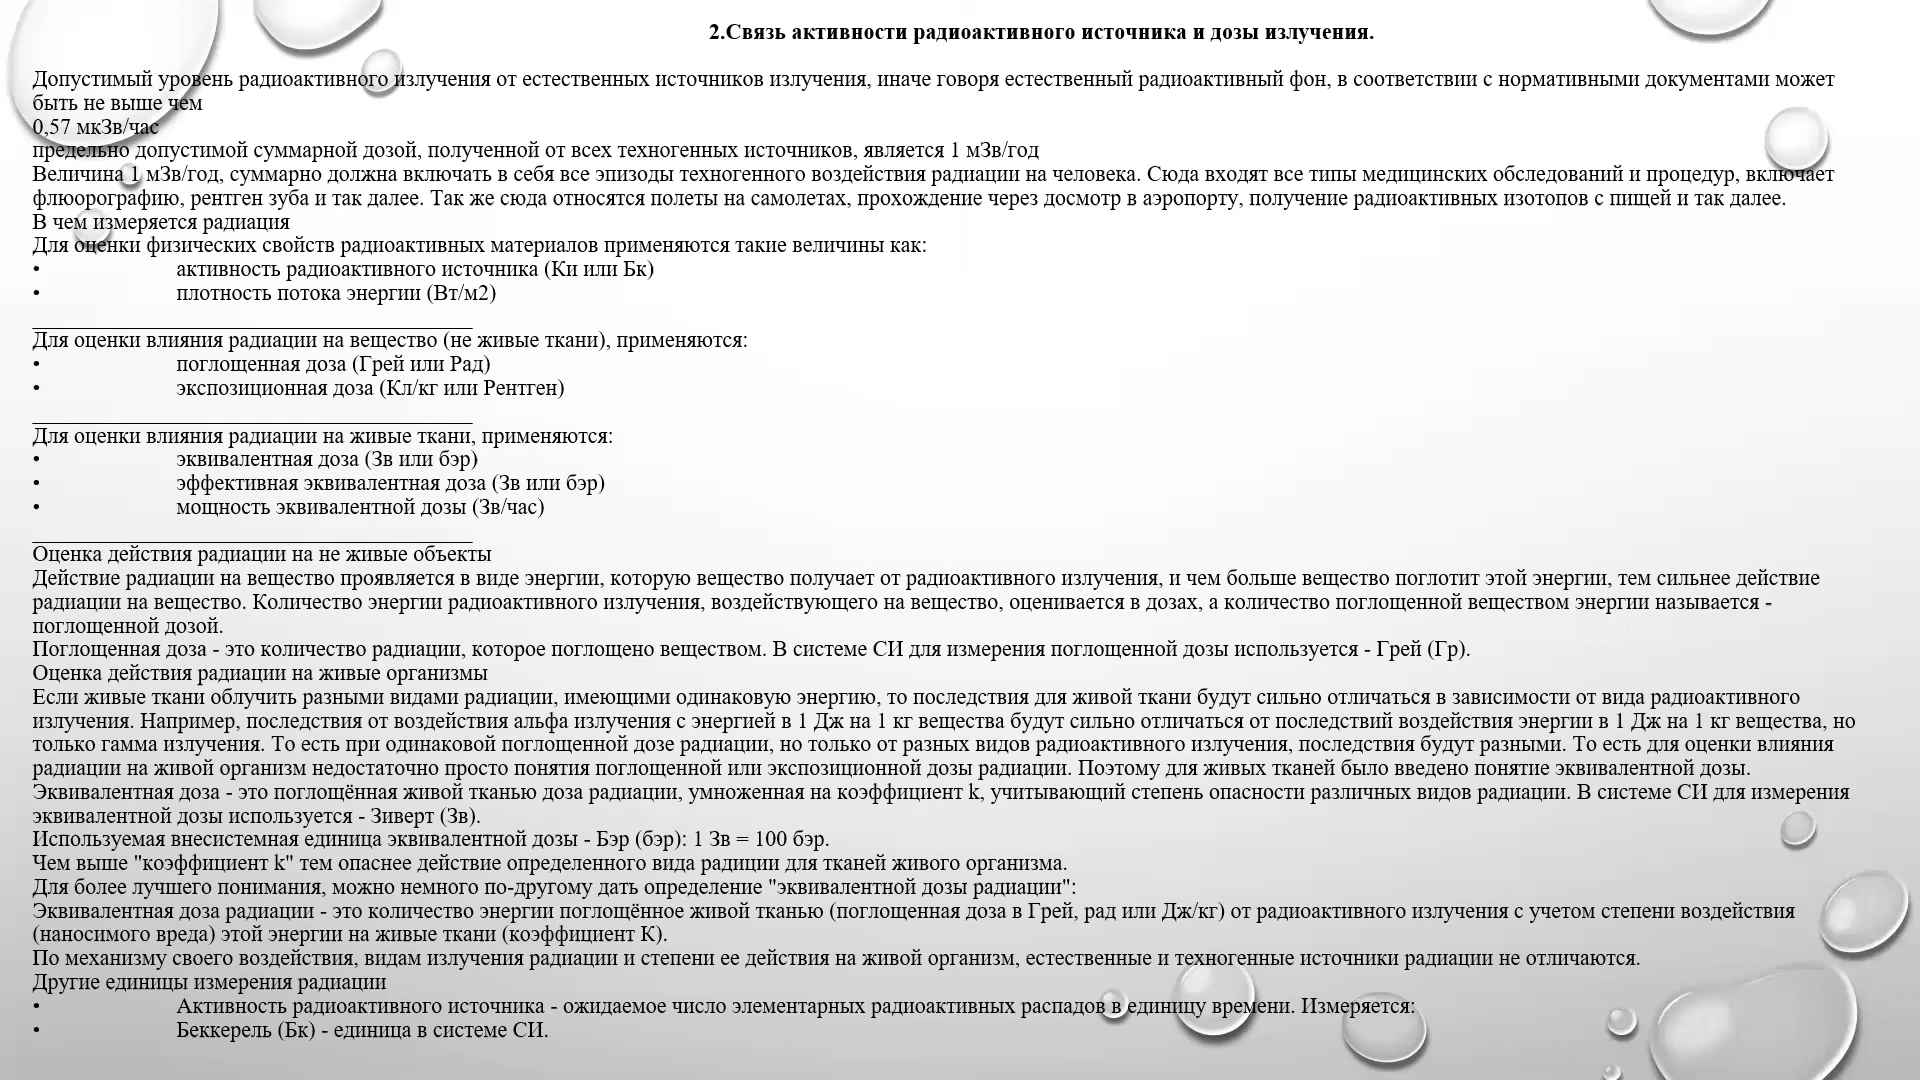 2.Связь активности радиоактивного источника и дозы излучения.
Допустимый уровень радиоактивного излучения от естественных источников излучения, иначе говоря естественный радиоактивный фон, в соответствии с нормативными документами может
быть не выше чем
0,57 мкЗв/час
предельно допустимой суммарной дозой, полученной от всех техногенных источников, является 1 мЗв/год
Величина 1 мЗв/год, суммарно должна включать в себя все эпизоды техногенного воздействия радиации на человека. Сюда входят все типы медицинских обследований и процедур, включает
флюорографию, рентген зуба и так далее. Так же сюда относятся полеты на самолетах, прохождение через досмотр в аэропорту, получение радиоактивных изотопов с пищей и так далее.
В чем измеряется радиация
Для оценки физических свойств радиоактивных материалов применяются такие величины как:
• активность радиоактивного источника (Ки или Бк)
• плотность потока энергии (Вт/м2)
________________________________________
Для оценки влияния радиации на вещество (не живые ткани), применяются:
• поглощенная доза (Грей или Рад)
• экспозиционная доза (Кл/кг или Рентген)
________________________________________
Для оценки влияния радиации на живые ткани, применяются:
• эквивалентная доза (Зв или бэр)
• эффективная эквивалентная доза (Зв или бэр)
• мощность эквивалентной дозы (Зв/час)
________________________________________
Оценка действия радиации на не живые объекты
Действие радиации на вещество проявляется в виде энергии, которую вещество получает от радиоактивного излучения, и чем больше вещество поглотит этой энергии, тем сильнее действие
радиации на вещество. Количество энергии радиоактивного излучения, воздействующего на вещество, оценивается в дозах, а количество поглощенной веществом энергии называется -
поглощенной дозой.
Поглощенная доза - это количество радиации, которое поглощено веществом. В системе СИ для измерения поглощенной дозы используется - Грей (Гр).
Оценка действия радиации на живые организмы
Если живые ткани облучить разными видами радиации, имеющими одинаковую энергию, то последствия для живой ткани будут сильно отличаться в зависимости от вида радиоактивного
излучения. Например, последствия от воздействия альфа излучения с энергией в 1 Дж на 1 кг вещества будут сильно отличаться от последствий воздействия энергии в 1 Дж на 1 кг вещества, но
только гамма излучения. То есть при одинаковой поглощенной дозе радиации, но только от разных видов радиоактивного излучения, последствия будут разными. То есть для оценки влияния
радиации на живой организм недостаточно просто понятия поглощенной или экспозиционной дозы радиации. Поэтому для живых тканей было введено понятие эквивалентной дозы.
Эквивалентная доза - это поглощённая живой тканью доза радиации, умноженная на коэффициент k, учитывающий степень опасности различных видов радиации. В системе СИ для измерения
эквивалентной дозы используется - Зиверт (Зв).
Используемая внесистемная единица эквивалентной дозы - Бэр (бэр): 1 Зв = 100 бэр.
Чем выше "коэффициент k" тем опаснее действие определенного вида радиции для тканей живого организма.
Для более лучшего понимания, можно немного по-другому дать определение "эквивалентной дозы радиации":
Эквивалентная доза радиации - это количество энергии поглощённое живой тканью (поглощенная доза в Грей, рад или Дж/кг) от радиоактивного излучения с учетом степени воздействия
(наносимого вреда) этой энергии на живые ткани (коэффициент К).
По механизму своего воздействия, видам излучения радиации и степени ее действия на живой организм, естественные и техногенные источники радиации не отличаются.
Другие единицы измерения радиации
• Активность радиоактивного источника - ожидаемое число элементарных радиоактивных распадов в единицу времени. Измеряется:
• Беккерель (Бк) - единица в системе СИ.